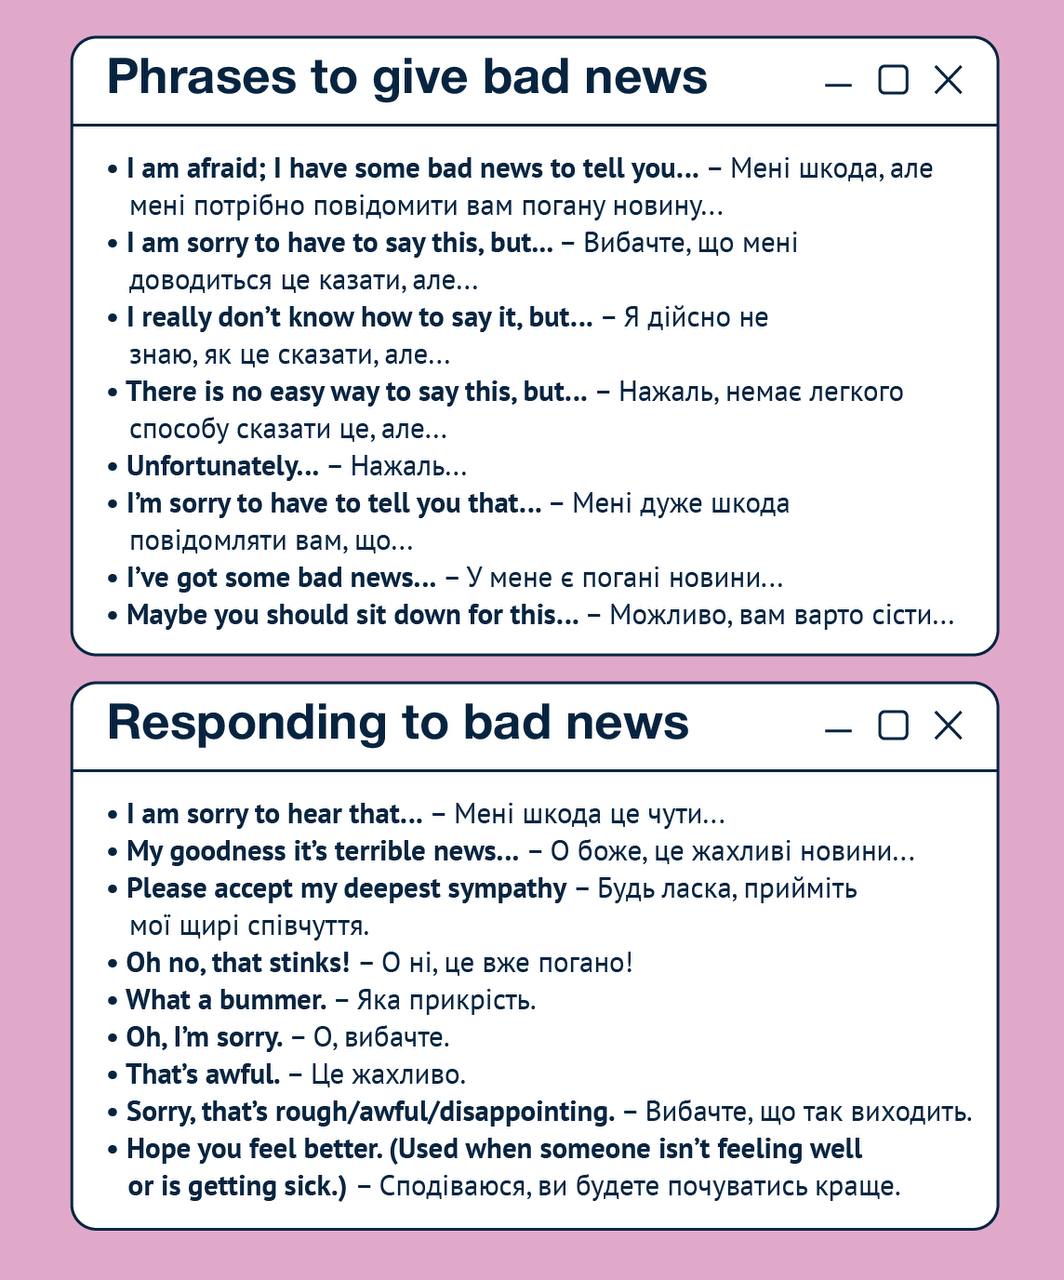 Phrases to give bad news
• I am afraid; I have some bad news to tell you... – Мені шкода, але
мені потрібно повідомити вам погану новину...
• I am sorry to have to say this, but... – Вибачте, що мені
доводиться це казати, але...
• I really don’t know how to say it, but... – Я дійсно не
знаю, як це сказати, але...
• There is no easy way to say this, but... – Нажаль, немає легкого
способу сказати це, але...
• Unfortunately... – Нажаль...
• I’m sorry to have to tell you that... – Мені дуже шкода
повідомляти вам, що...
• I’ve got some bad news... – У мене є погані новини...
• Maybe you should sit down for this... – Можливо, вам варто сісти...
Responding to bad news
• I am sorry to hear that... – Мені шкода це чути...
• My goodness it’s terrible news... – О боже, це жахливі новини...
• Please accept my deepest sympathy – Будь ласка, прийміть
мої щирі співчуття.
• Oh no, that stinks! – О ні, це вже погано!
• What a bummer. – Яка прикрість.
• Oh, I’m sorry. – О, вибачте.
• That’s awful. – Це жахливо.
• Sorry, that’s rough/awful/disappointing. – Вибачте, що так виходить.
• Hope you feel better. (Used when someone isn’t feeling well
or is getting sick.) – Сподіваюся, ви будете почуватись краще.